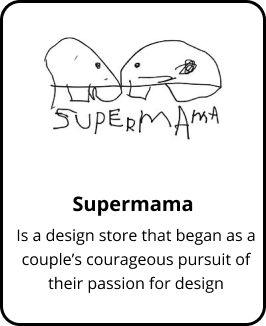 SUPERMAMA
Supermama
Is a design store that began as a
couple’s courageous pursuit of
their passion for design